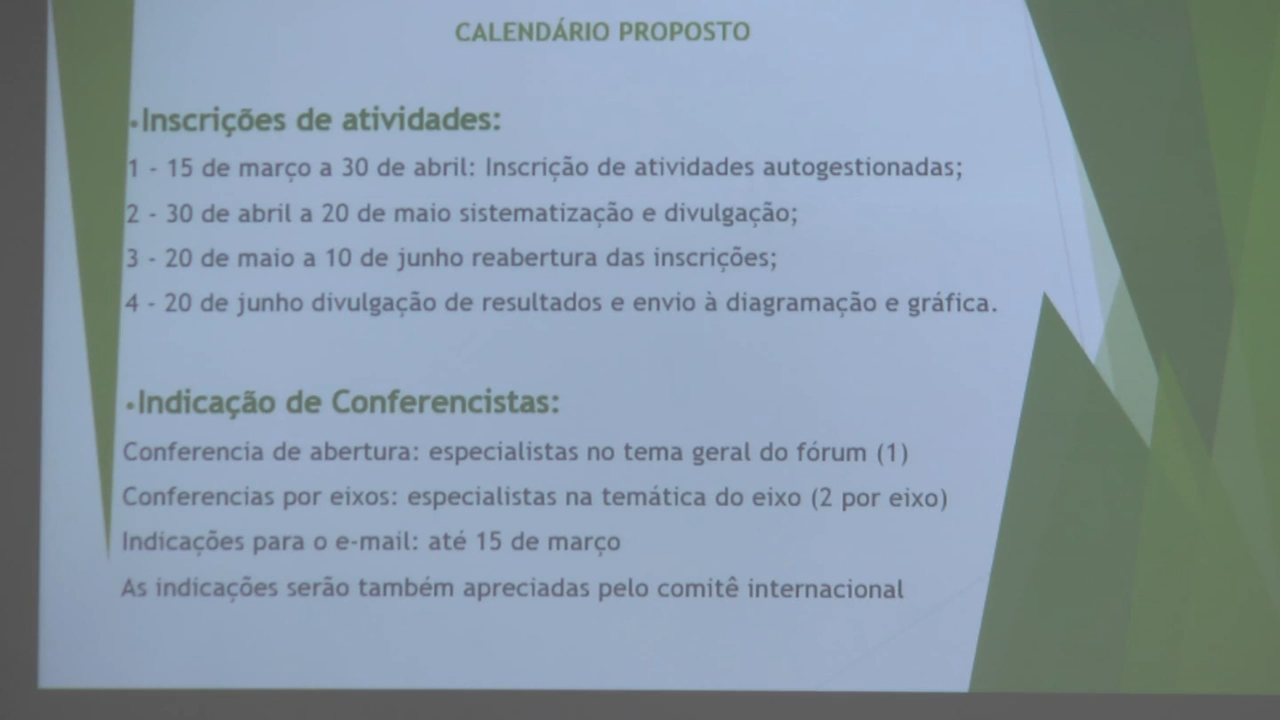 CALENDÁRIO PROPOSTO
•Inscrições de atividades:
1 - 15 de março a 30 de abril: Inscrição de atividades autogestionadas;
2 - 30 de abril a 20 de maio sistematização e divulgação;
3 - 20 de maio a 10 de junho reabertura das inscrições;
4 - 20 de junho divulgação de resultados e envio à diagramação e gráfica.
•Indicação de Conferencistas:
Conferencia de abertura: especialistas no tema geral do fórum (1)
Conferencias por eixos: especialistas na temática do eixo (2 por eixo)
Indicações para o e-mail: até 15 de março
As indicações serão também apreciadas pelo comitê internacional